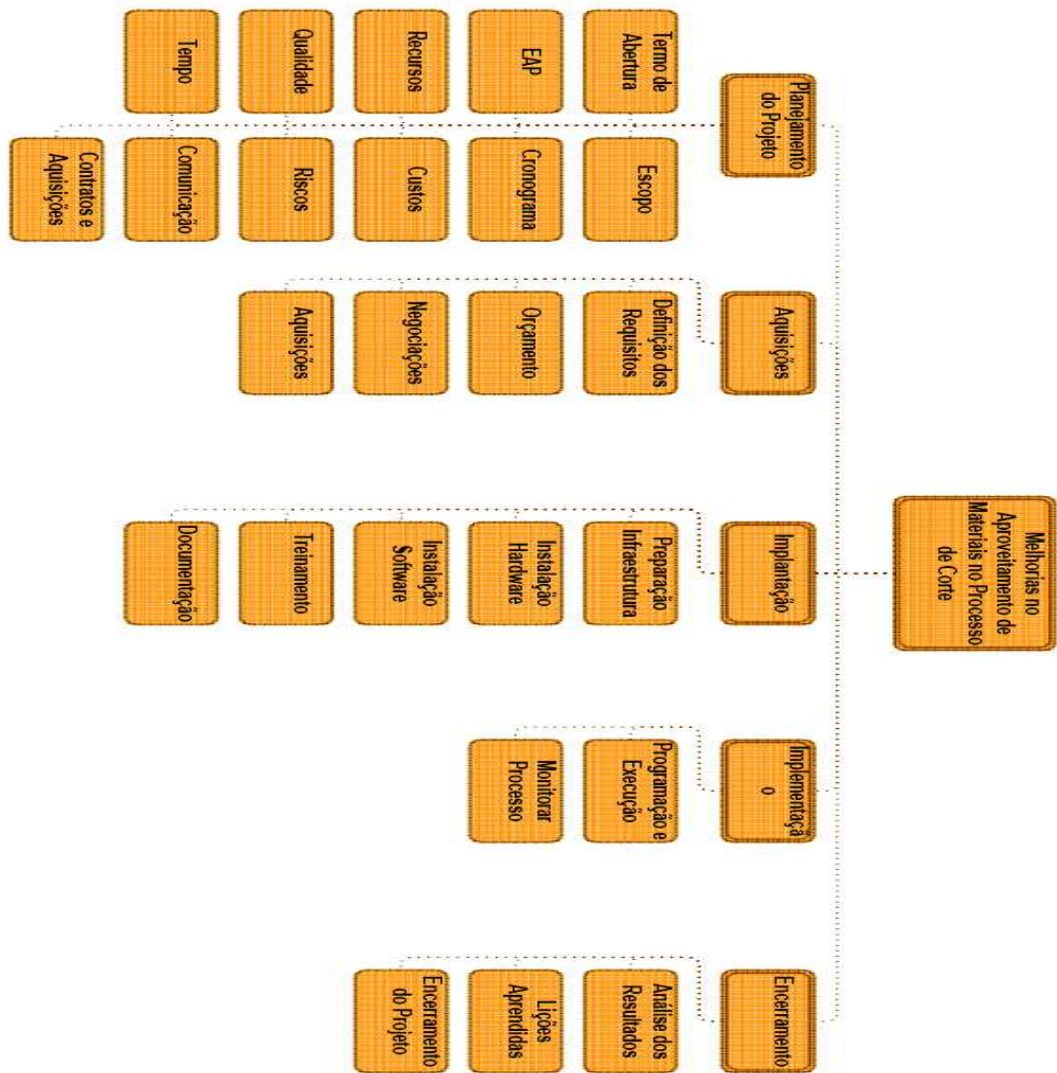 Melhorias no
Aproveitamento de
Materiais no Processo
de Corte
Planejamento
do Projeto
Termo de
Abertura
Escopo
EAP
Cronograma
Recursos
Custos
Qualidade
Riscos
Tempo
Comunicação
Contratos e
Aquisições
Aquisições
Definição dos
Requisitos
Orçamento
Negociações
Aquisições
Implantação
Preparação
Infraestrutura
Instalação
Hardware
Instalação
Software
Treinamento
Documentação
Implementaçã
o
Programação e
Execução
Monitorar
Processo
Encerramento
Análise dos
Resultados
Lições
Aprendidas
Encerramento
do Projeto